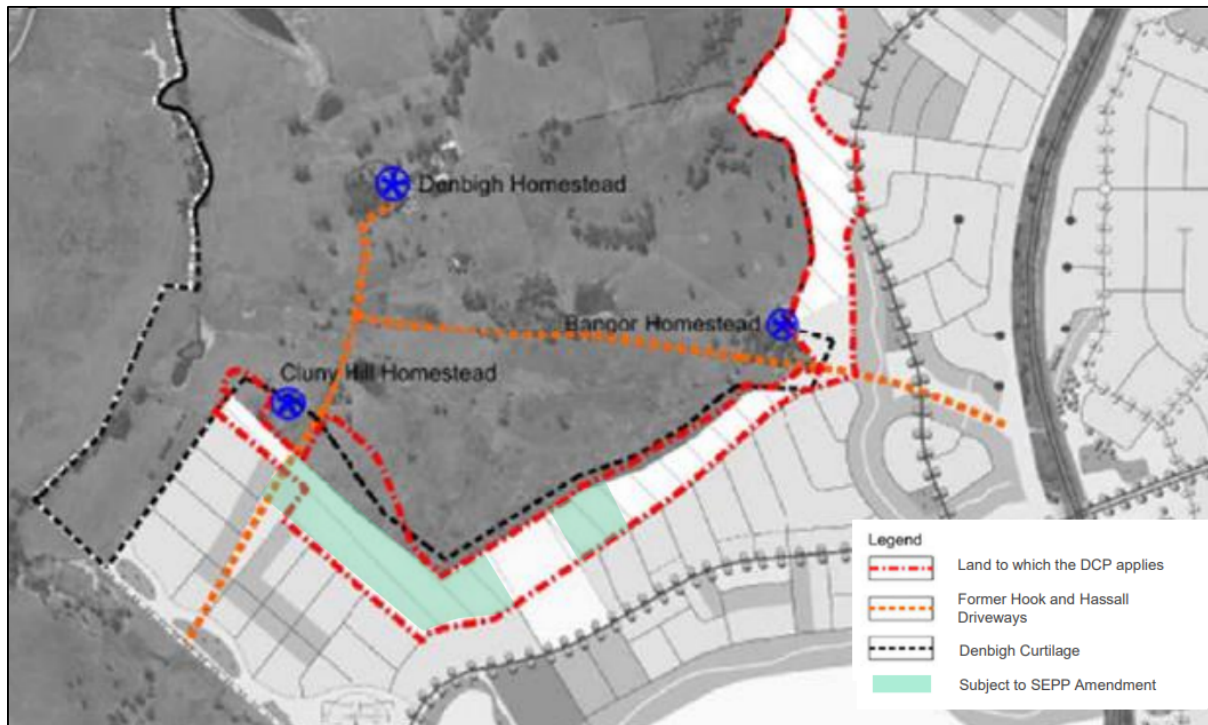 Denbigh Homestead
Bangor Homestead
Cluny Hill Homestead
Legend
Land to which the DCP applies
Former Hook and Hassall
Driveways
Denbigh Curtilage
Subject to SEPP Amendment